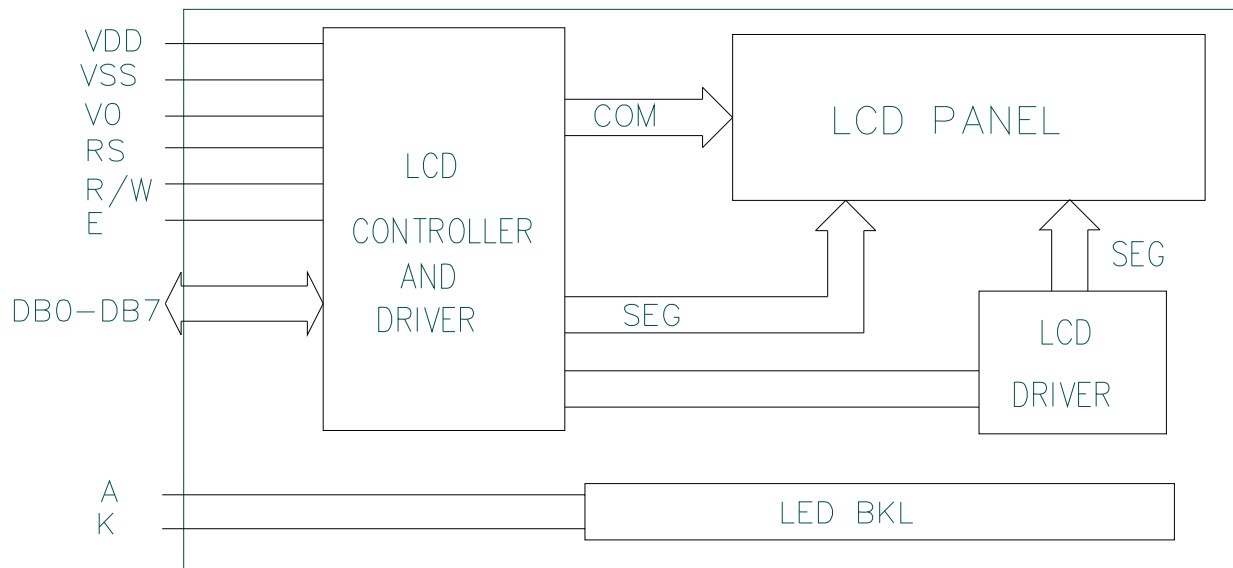 VDD
VSS
V0
RS
R/W
E
DB0-DB7
LCD
CONTROLLER
AND
DRIVER
COM
LCD PANEL
SEG
SEG
LCD
DRIVER
A
K
LED BKL